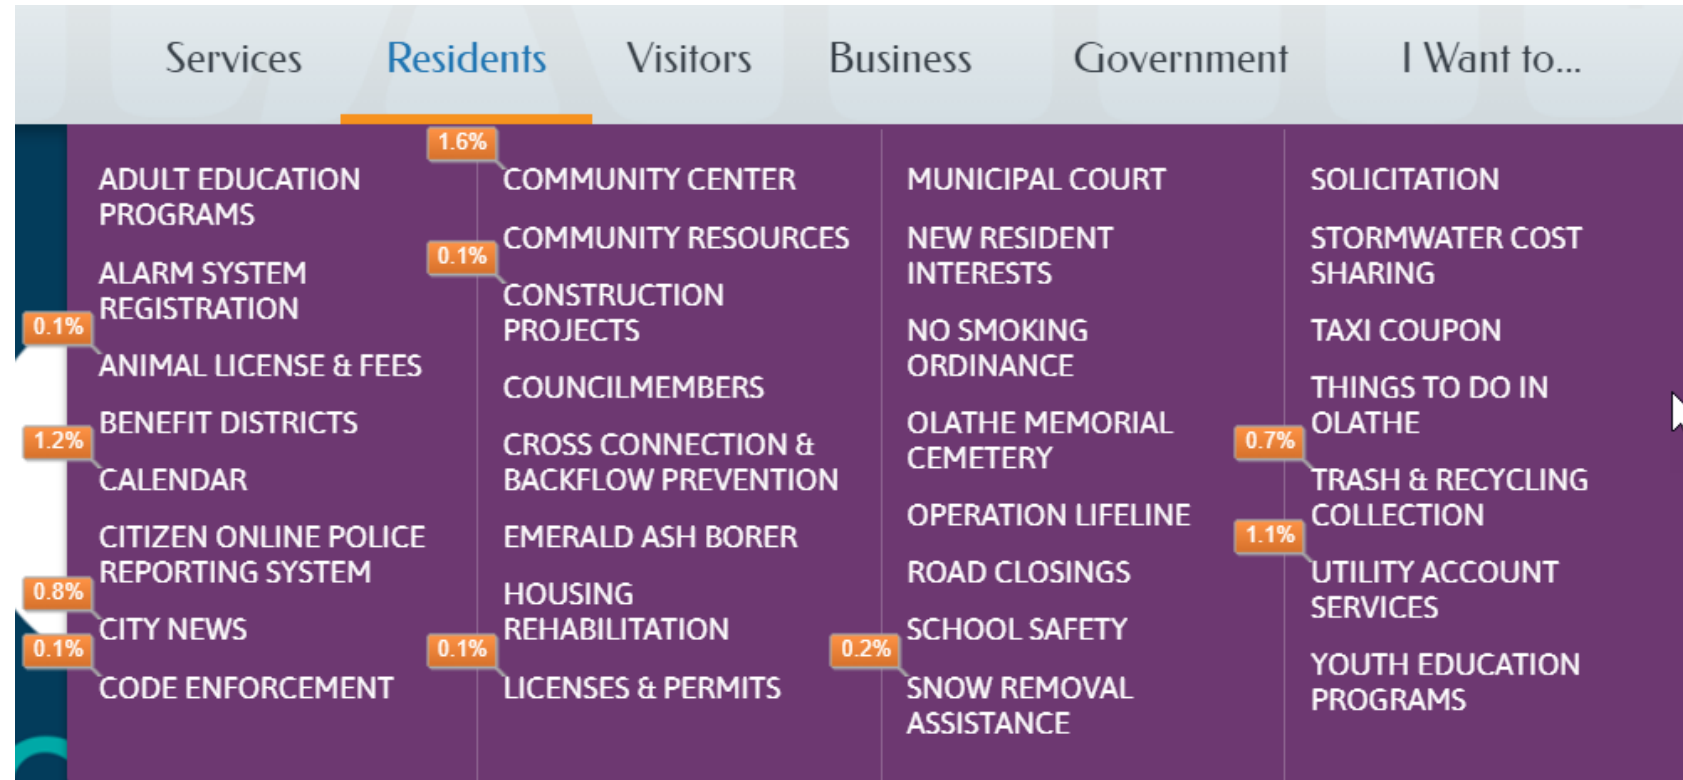 Services Residents Visitors Business Government I Want to...
1.6%
ADULT EDUCATION
PROGRAMS
ALARM SYSTEM
REGISTRATION
0.1%
ANIMAL LICENSE & FEES
BENEFIT DISTRICTS
1.2%
CALENDAR
CITIZEN ONLINE POLICE
REPORTING SYSTEM
0.8%
CITY NEWS
0.1%
CODE ENFORCEMENT
COMMUNITY CENTER
COMMUNITY RESOURCES
0.1%
CONSTRUCTION
PROJECTS
COUNCILMEMBERS
CROSS CONNECTION &
BACKFLOW PREVENTION
EMERALD ASH BORER
HOUSING
REHABILITATION
0.1%
LICENSES & PERMITS
MUNICIPAL COURT
NEW RESIDENT
INTERESTS
NO SMOKING
ORDINANCE
OLATHE MEMORIAL
CEMETERY
OPERATION LIFELINE
ROAD CLOSINGS
SCHOOL SAFETY
0.2%
SNOW REMOVAL
ASSISTANCE
SOLICITATION
STORMWATER COST
SHARING
TAXI COUPON
THINGS TO DO IN
OLATHE
0.7%
TRASH & RECYCLING
COLLECTION
1.1%
UTILITY ACCOUNT
SERVICES
YOUTH EDUCATION
PROGRAMS